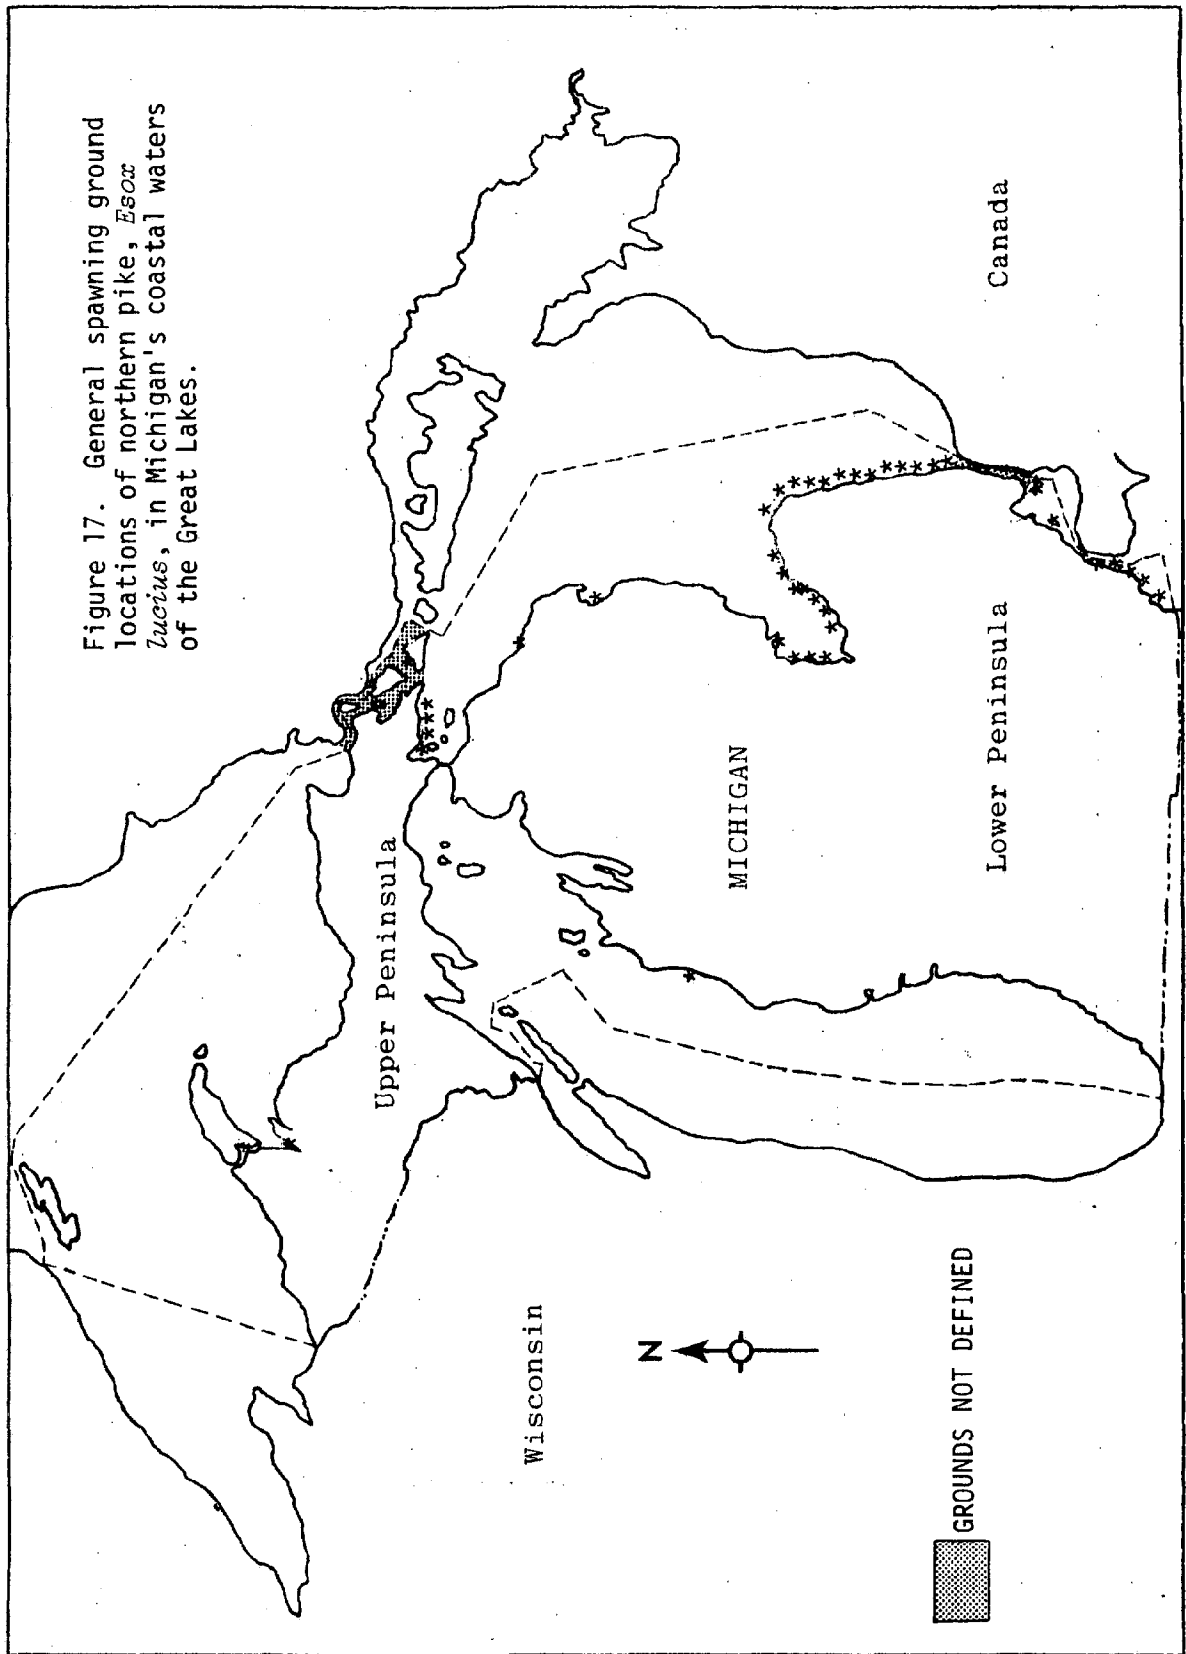 Figure 17. General spawning ground
locations of northern pike, Esox
lucius, in Michigan's coastal waters
of the Great Lakes.
Canada
Upper Peninsula
MICHIGAN
Lower Peninsula
Wisconsin
N
GROUNDS NOT DEFINED